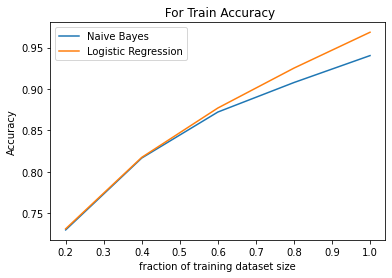 For Train Accuracy
Naive Bayes
Logistic Regression
Accuracy
0.95
0.90
0.85
0.80
0.75
0.2 0.3 0.4 0.5 0.6 0.7 0.8 0.9 1.0
fraction of training dataset size